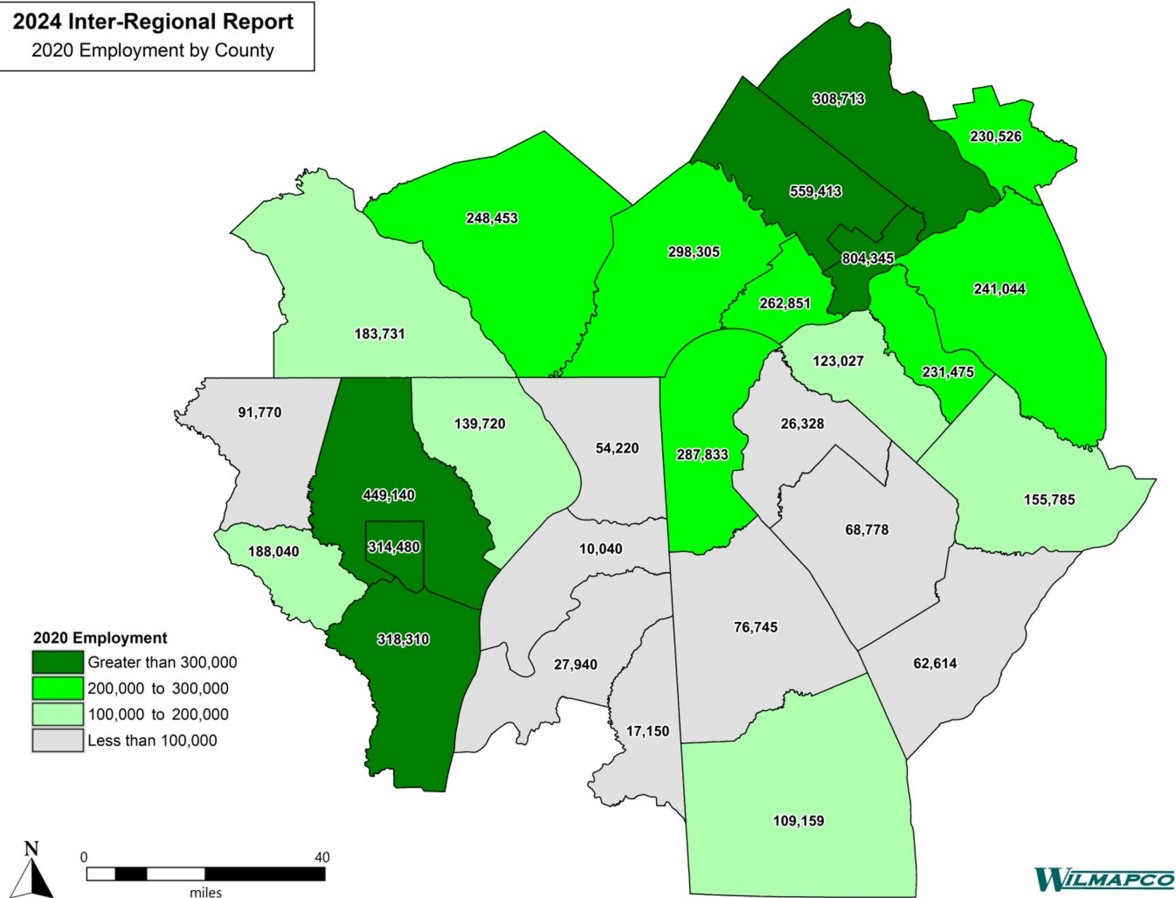 2024 Inter-Regional Report
2020 Employment by County
308,713
230,526
559,413
248,453
298,305
804,345
241,044
262,851
183,731
123,027
231,475
91,770
139,720
26,328
54,220
287,833
449,140
155,785
68,778
314,480
188,040
10,040
76,745
318,310
27,940
62,614
17,150
109,159
2020 Employment
Greater than 300,000
200,000 to 300,000
100,000 to 200,000
Less than 100,000
N
0 40
miles
WILMAPCO